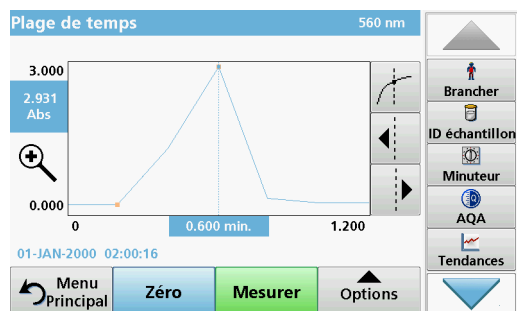 Plage de temps 560 nm
3.000
2.931
Abs
0.000
0 0.600 min. 1.200
01-JAN-2000 02:00:16
Menu
Principal
Zéro
Mesurer
Options
Brancher
ID échantillon
Minuteur
AQA
Tendances